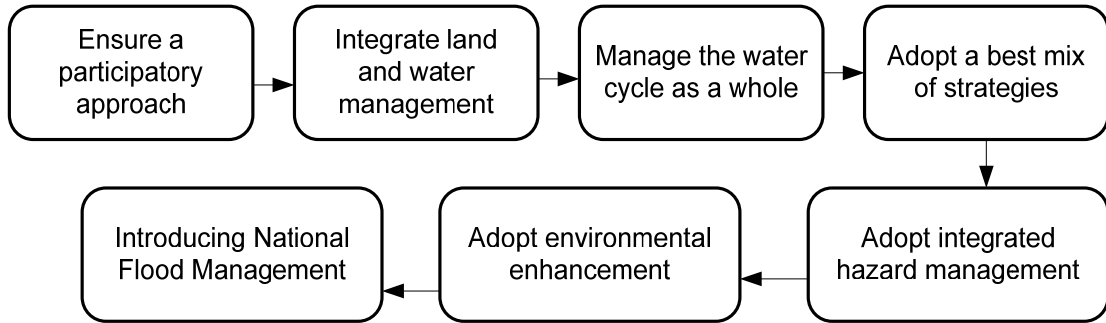 Ensure a
participatory
approach
Integrate land
and water
management
Manage the water
cycle as a whole
Adopt a best mix
of strategies
Adopt integrated
hazard management
Adopt environmental
enhancement
Introducing National
Flood Management